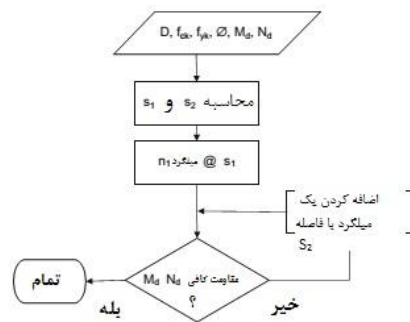 D, fck, fyk, Ø, Md, Nd
محاسبه s2 و s1
n1 میلگرد @ s1
اضافه کردن یک
میلگرد با فاصله
S2
مقاومت کافی Md Nd
؟
تمام
بله
خیر